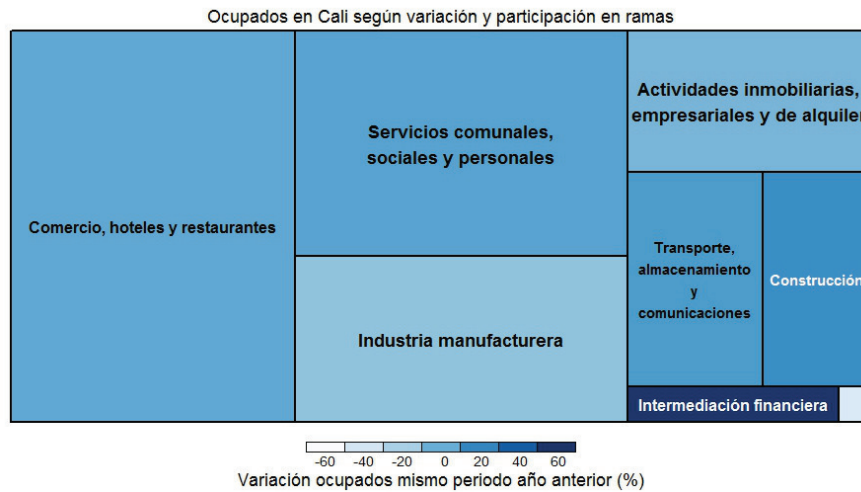 Ocupados en Cali según variación y participación en ramas
Comercio, hoteles y restaurantes
Servicios comunales,
sociales y personales
Industria manufacturera
Actividades inmobiliarias,
empresariales y de alquiler
Transporte,
almacenamiento
y
comunicaciones
Construcción
Intermediación financiera
-60 -40 -20 0 20 40 60
Variación ocupados mismo periodo año anterior (%)